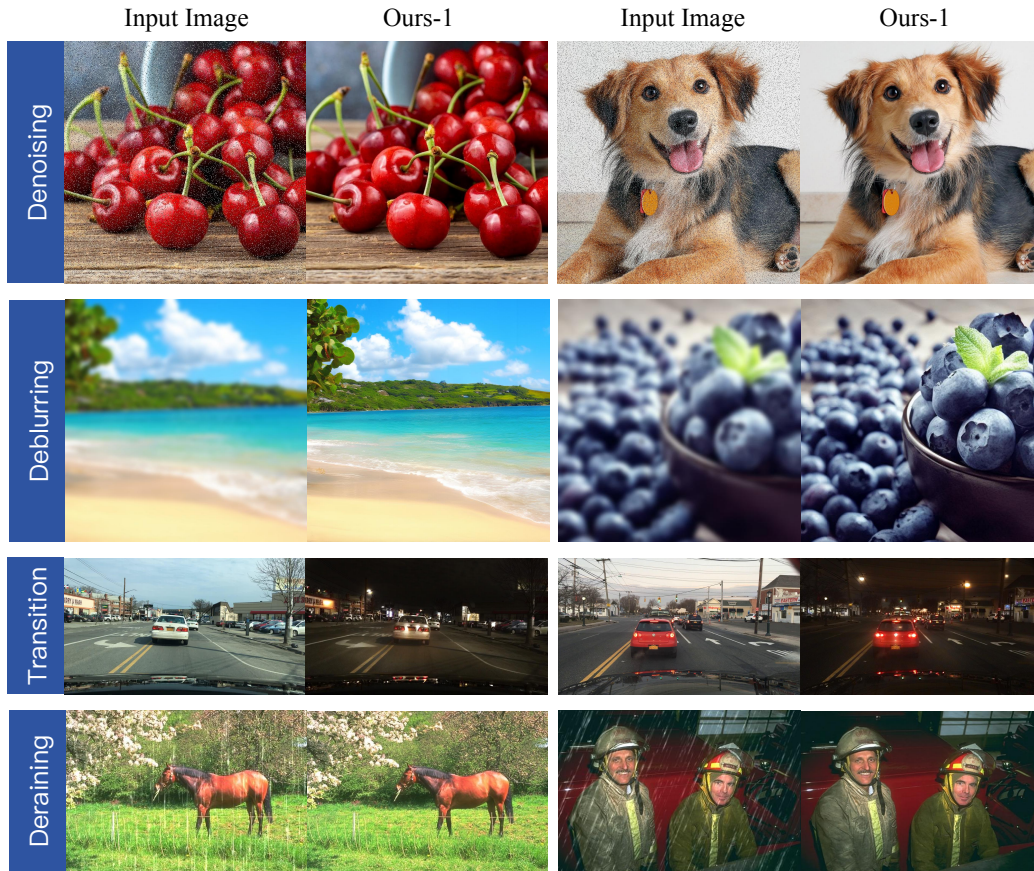 Input Image
Ours-1
Input Image
Ours-1
Denoising
Deblurring
Transition
Deraining